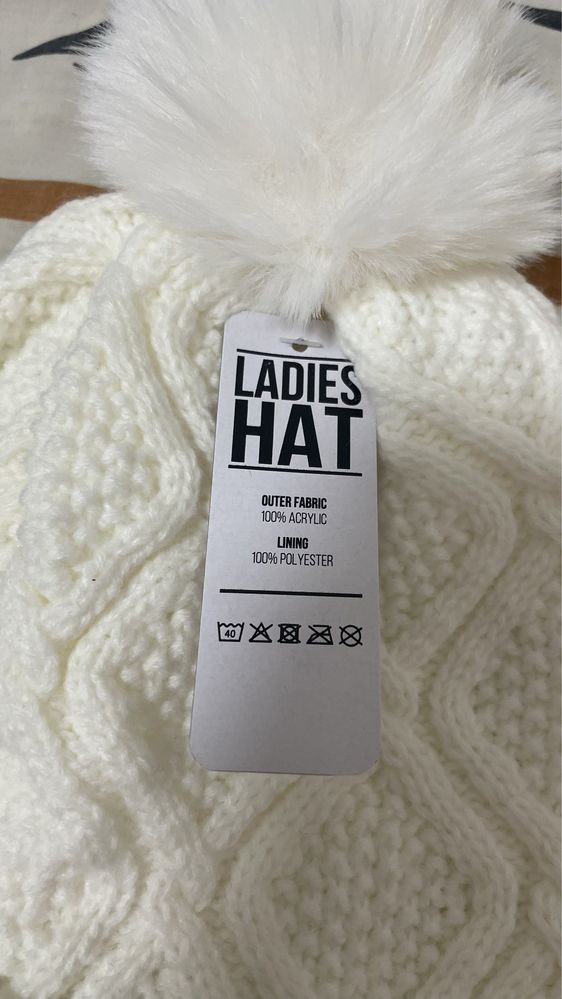 LADIES
HAT
OUTER FABRIC
100% ACRYLIC
LINING
100% POLYESTER
40